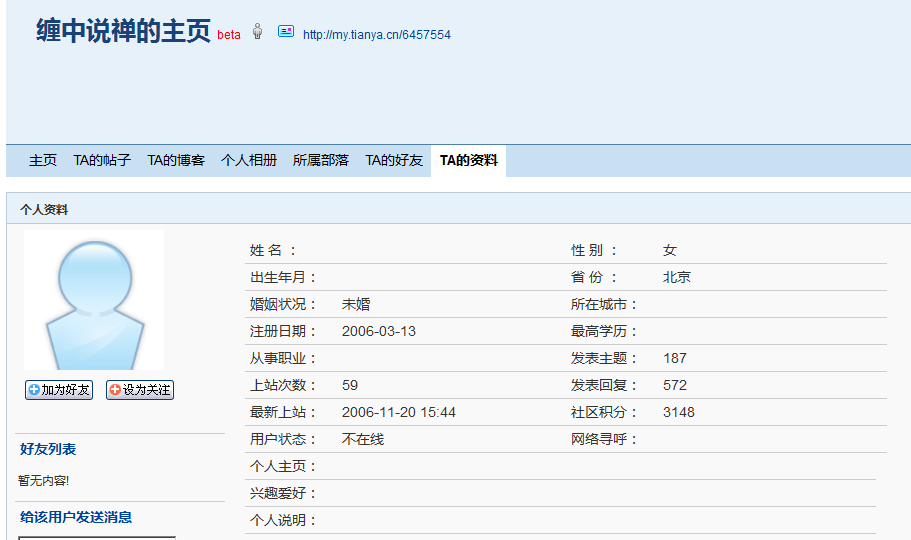 缠中说禅的主页 beta http://my.tianya.cn/6457554
主页 TA的帖子 TA的博客 个人相册 所属部落 TA的好友 TA的资料
个人资料
姓 名 ： 性 别 ： 女
出生年月： 省 份 ： 北京
婚姻状况： 未婚 所在城市：
注册日期： 2006-03-13 最高学历：
从事职业： 发表主题： 187
上站次数： 59 发表回复： 572
最新上站： 2006-11-20 15:44 社区积分： 3148
用户状态： 不在线 网络寻呼：
个人主页：
兴趣爱好：
个人说明：
加为好友 设为关注
好友列表
暂无内容!
给该用户发送消息